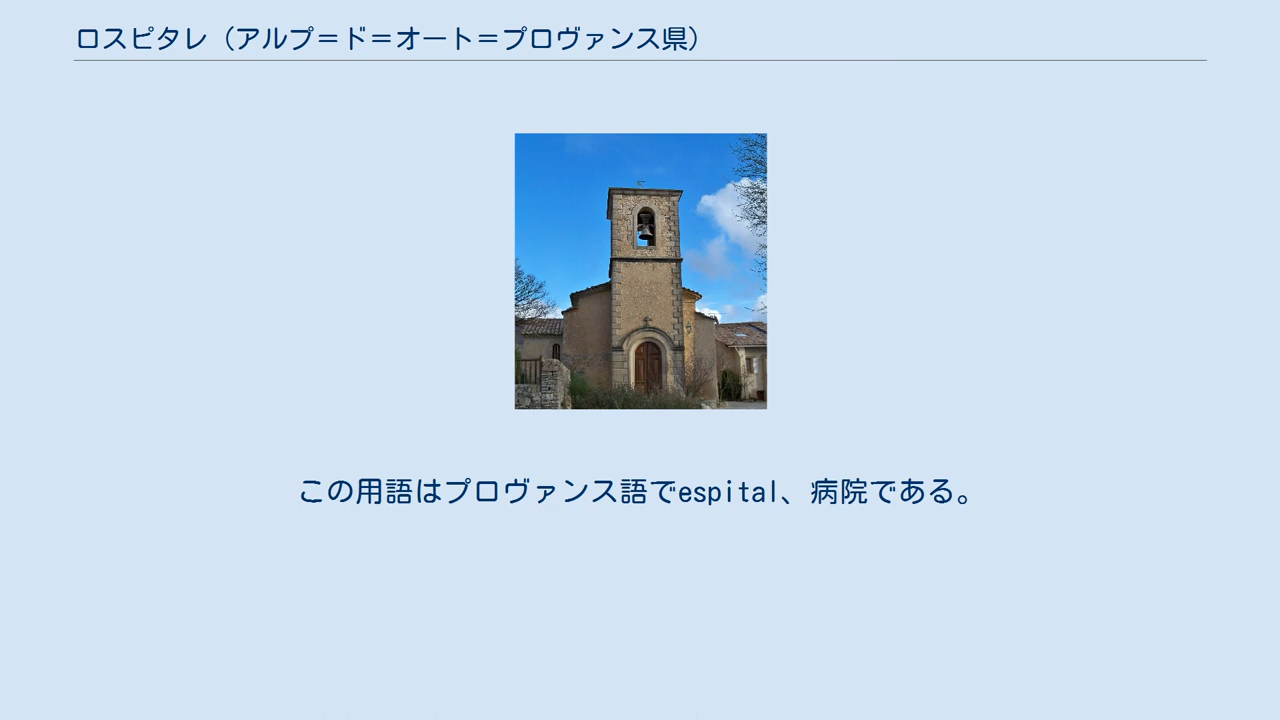 ロスピタレ（アルプ＝ド＝オート＝プロヴァンス県）
この用語はプロヴァンス語でespital、病院である。